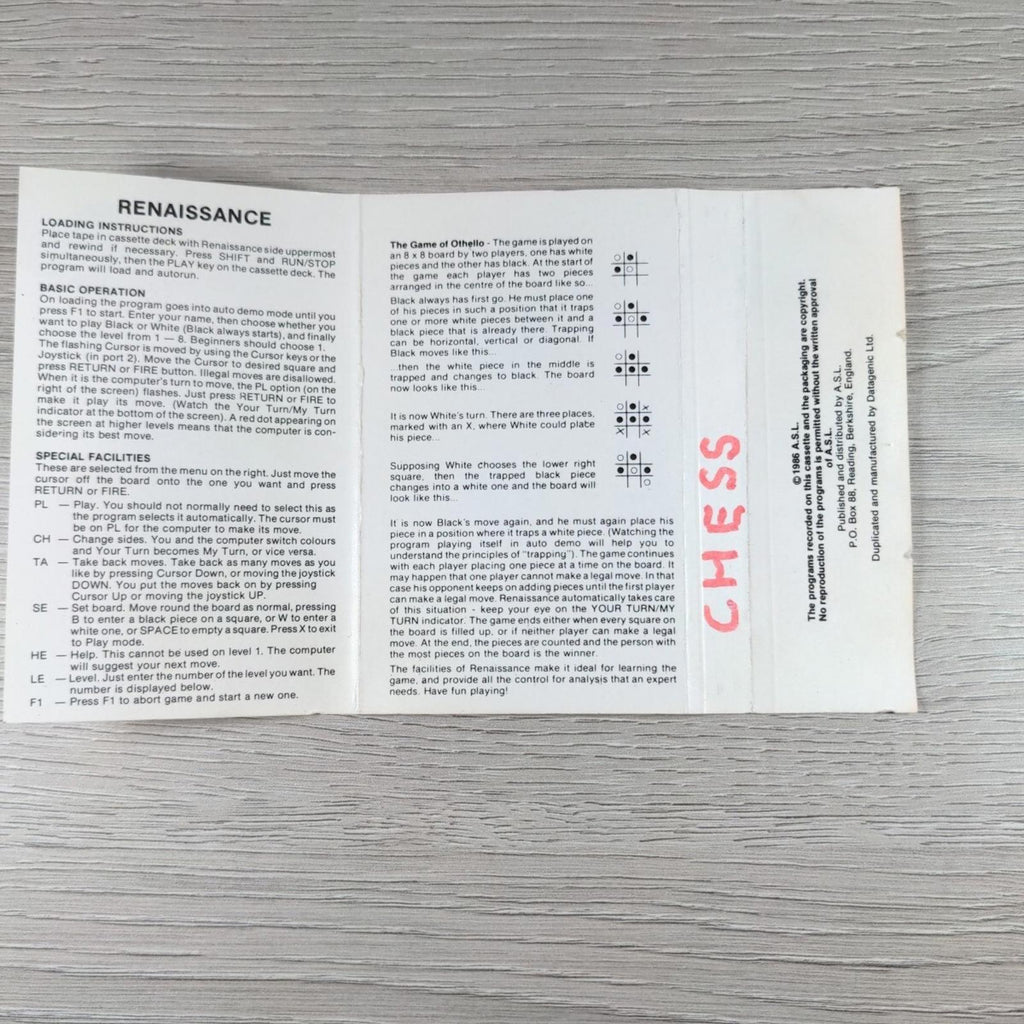 RENAISSANCE
LOADING INSTRUCTIONS
Place tape in cassette deck with Renaissance side uppermost
and rewind if necessary. Press SHIFT and RUN/STOP
simultaneously, then the PLAY key on the cassette deck. The
program will load and autorun.
BASIC OPERATION
On loading the program goes into auto demo mode until you
press F1 to start. Enter your name, then choose whether you
want to play Black or White (Black always starts), and finally
choose the level from 1 — 8. Beginners should choose 1.
The flashing Cursor is moved by using the Cursor keys or the
Joystick (in port 2). Move the Cursor to desired square and
press RETURN or FIRE button. Illegal moves are disallowed.
When it is the computer's turn to move, the PL option (on the
right of the screen) flashes. Just press RETURN or FIRE to
make it play its move. (Watch the Your Turn/My Turn
indicator at the bottom of the screen). A red dot appearing on
the screen at higher levels means that the computer is con-
sidering its best move.
SPECIAL FACILITIES
These are selected from the menu on the right. Just move the
cursor off the board onto the one you want and press
RETURN or FIRE.
PL — Play. You should not normally need to select this as
the program selects it automatically. The cursor must
be on PL for the computer to make its move.
CH — Change sides. You and the computer switch colours
and Your Turn becomes My Turn, or vice versa.
TA — Take back moves. Take back as many moves as you
like by pressing Cursor Down, or moving the joystick
DOWN. You put the moves back on by pressing
Cursor Up or moving the joystick UP.
SE — Set board. Move round the board as normal, pressing
B to enter a black piece on a square, or W to enter a
white one, or SPACE to empty a square. Press X to exit
to Play mode.
HE — Help. This cannot be used on level 1. The computer
will suggest your next move.
LE — Level. Just enter the number of the level you want. The
number is displayed below.
F1 — Press F1 to abort game and start a new one.
The Game of Othello - The game is played on
an 8 x 8 board by two players, one has white
pieces and the other has black. At the start of
the game each player has two pieces
arranged in the centre of the board like so...
Black always has first go. He must place one
of his pieces in such a position that it traps
one or more white pieces between it and a
black piece that is already there. Trapping
can be horizontal, vertical or diagonal. If
Black moves like this...
...then the white piece in the middle is
trapped and changes to black. The board
now looks like this...
It is now White's turn. There are three places,
marked with an X, where White could place
his piece...
x
x x
Supposing White chooses the lower right
square, then the trapped black piece
changes into a white one and the board will
look like this...
It is now Black's move again, and he must again place his
piece in a position where it traps a white piece. (Watching the
program playing itself in auto demo will help you to
understand the principles of "trapping"). The game continues
with each player placing one piece at a time on the board. It
may happen that one player cannot make a legal move. In that
case his opponent keeps on adding pieces until the first player
can make a legal move. Renaissance automatically takes care
of this situation - keep your eye on the YOUR TURN/MY
TURN indicator. The game ends either when every square on
the board is filled up, or if neither player can make a legal
move. At the end, the pieces are counted and the person with
the most pieces on the board is the winner.
The facilities of Renaissance make it ideal for learning the
game, and provide all the control for analysis that an expert
needs. Have fun playing!
CHESS
© 1986 A.S.L.
The programs recorded on this cassette and the packaging are copyright.
No reproduction of the programs is permitted without the written approval
of A.S.L.
Published and distributed by A.S.L.
P.O. Box 88, Reading, Berkshire, England.
Duplicated and manufactured by Datagenic Ltd.